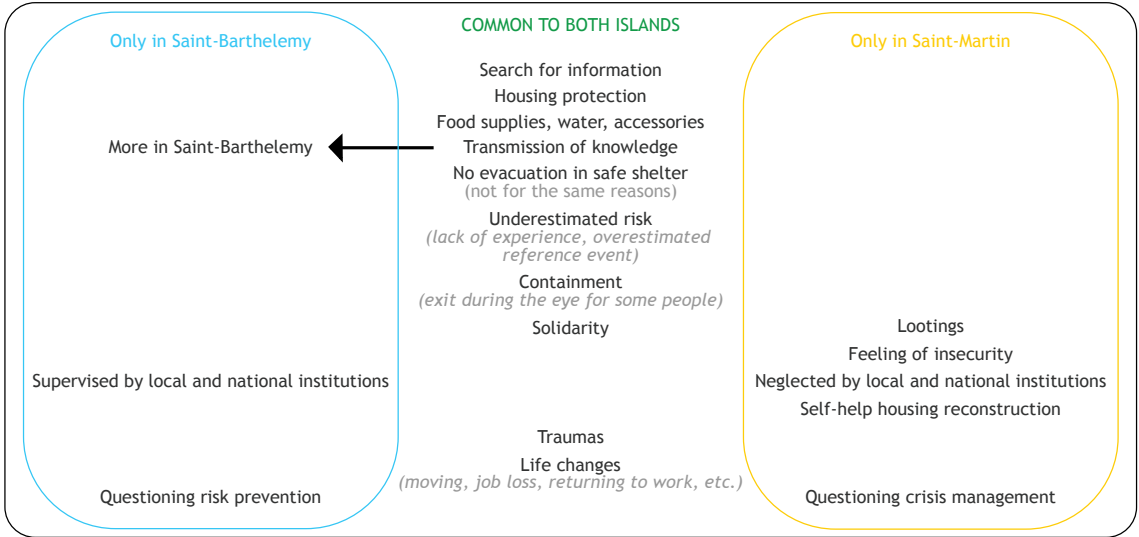 COMMON TO BOTH ISLANDS
Only in Saint-Barthelemy
Only in Saint-Martin
Search for information
Housing protection
Food supplies, water, accessories
More in Saint-Barthelemy
Transmission of knowledge
No evacuation in safe shelter
(not for the same reasons)
Underestimated risk
(lack of experience, overestimated
reference event)
Containment
(exit during the eye for some people)
Solidarity
Lootings
Feeling of insecurity
Supervised by local and national institutions
Neglected by local and national institutions
Self-help housing reconstruction
Traumas
Life changes
(moving, job loss, returning to work, etc.)
Questioning risk prevention
Questioning crisis management